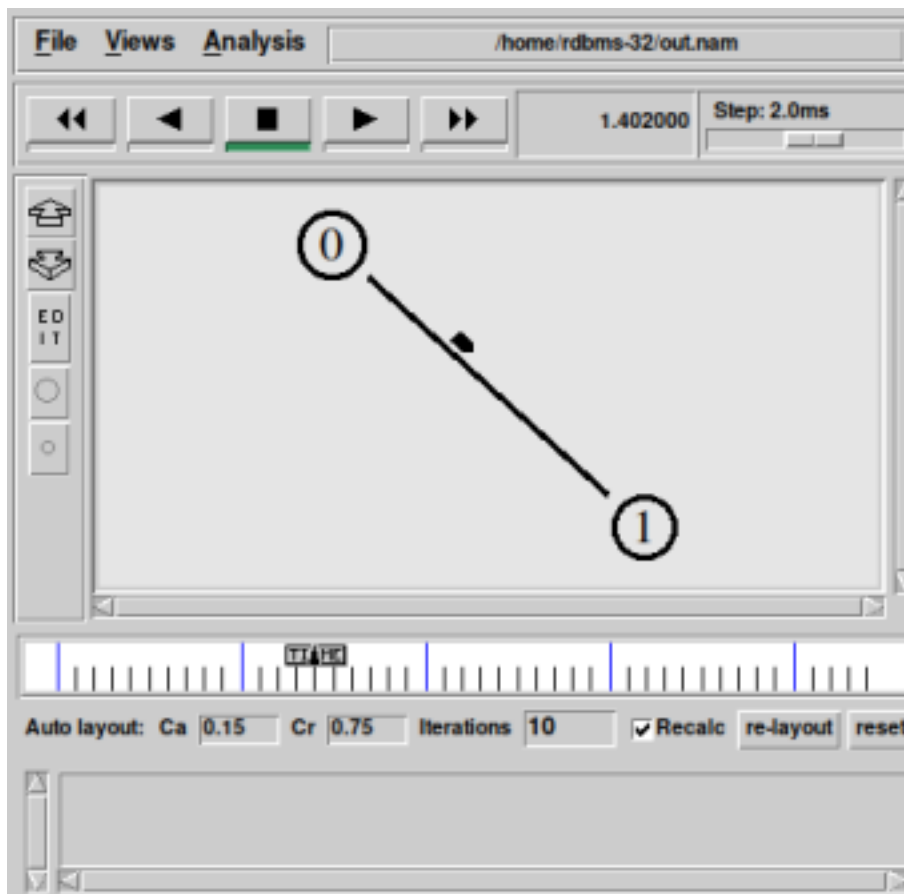 File Views Analysis /home/rdbms-32/out.nam
1.402000 Step: 2.0ms
0
ED
IT
1
TIME
Auto layout: Ca 0.15 Cr 0.75 Iterations 10 Recalc re-layout reset